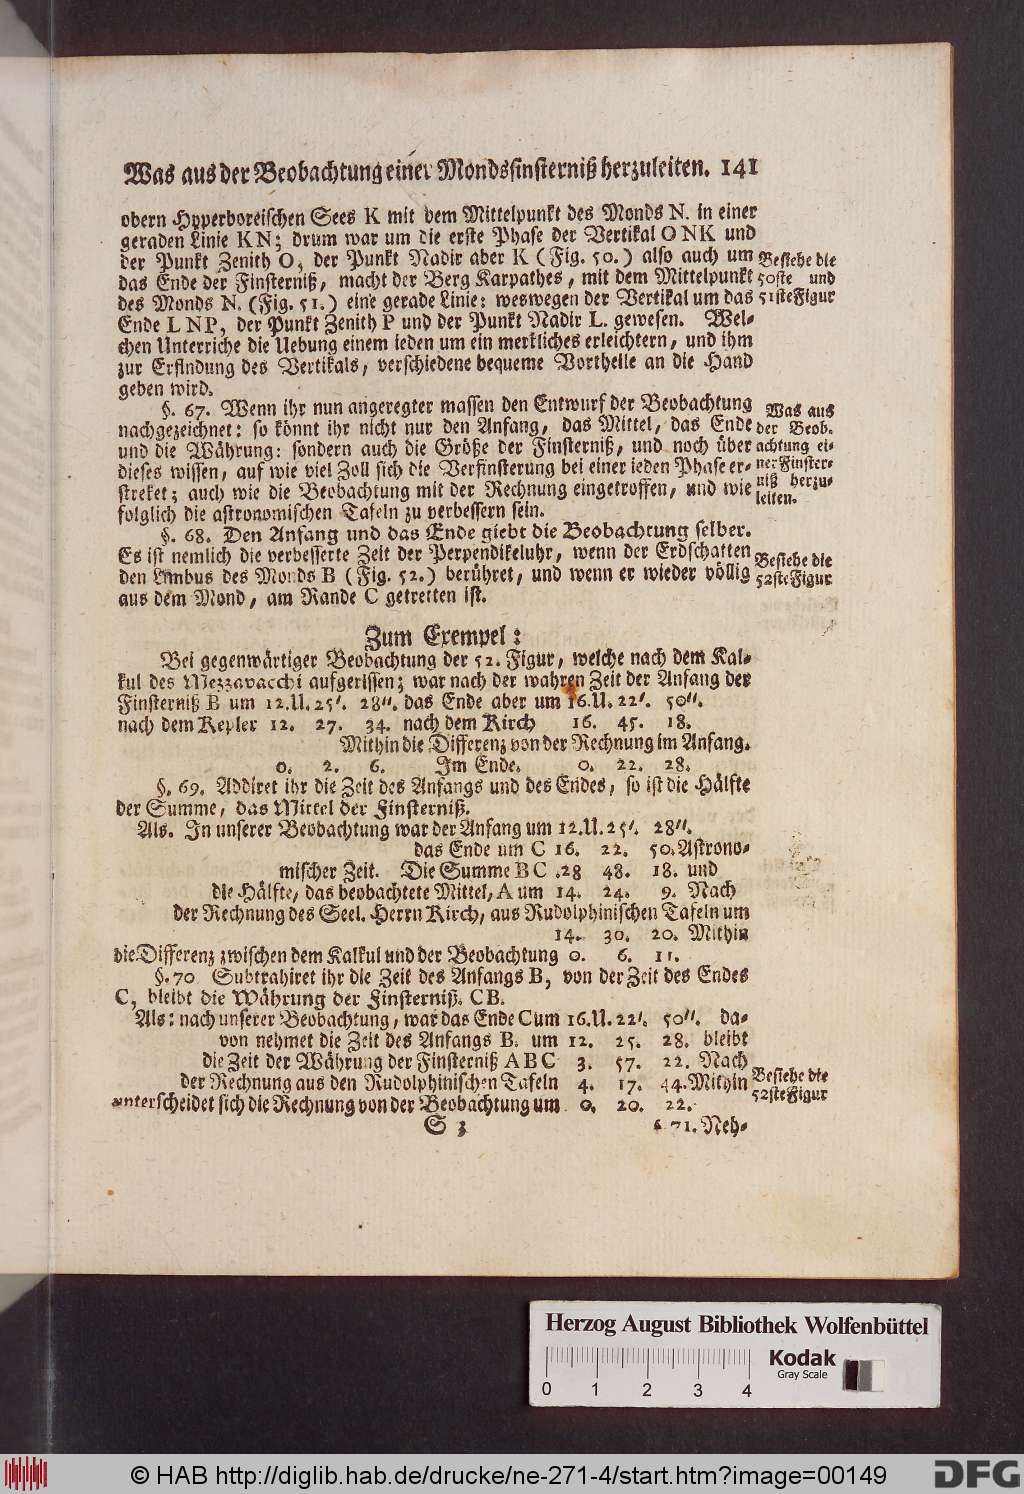 Was aus der Beobachtung einer Mondsfinsterniß herzuleiten. 141
obern Hyperboreischen Sees K mit dem Mittelpunkt des Monds N. in einer
geraden Linie KN; drum war um die erste Phase der Vertikal ONK und
der Punkt Zenith O, der Punkt Nadir aber K (Fig. 50.) also auch um
das Ende der Finsterniß, macht der Berg Karpathes, mit dem Mittelpunkt
des Monds N. (Fig. 51.) eine gerade Linie: weswegen der Vertikal um das
Ende LNP, der Punkt Zenith P und der Punkt Nadir L. gewesen. Wel-
chen Unterriche die Uebung einem ieden um ein merkliches erleichtern, und ihm
zur Erfindung des Vertikals, verschiedene bequeme Vortheile an die Hand
geben wird.
Besiehe die
50ste und
51ste Figur
§. 67. Wenn ihr nun angeregter massen den Entwurf der Beobachtung
nachgezeichnet: so könnt ihr nicht nur den Anfang, das Mittel, das Ende
und die Währung: sondern auch die Größe der Finsterniß, und noch über
dieses wissen, auf wie viel Zoll sich die Verfinsterung bei einer ieden Phase er-
streket; auch wie die Beobachtung mit der Rechnung eingetroffen, und wie
folglich die astronomischen Tafeln zu verbessern sein.
Was aus
der Beob-
achtung ei-
ner Finster-
niß herzu-
leiten.
§. 68. Den Anfang und das Ende giebt die Beobachtung selber.
Es ist nemlich die verbesserte Zeit der Perpendikeluhr, wenn der Erdschatten
den Limbus des Monds B (Fig. 52.) berühret, und wenn er wieder völlig
aus dem Mond, am Rande C getretten ist.
Besiehe die
52ste Figur
Zum Exempel:
Bei gegenwärtiger Beobachtung der 52. Figur, welche nach dem Kal-
kul des Mezzavacchi aufgerissen; war nach der wahren Zeit der Anfang der
Finsterniß B um 12.U. 25'. 28''. das Ende aber um 16.U. 22'. 50''.
nach dem Kepler 12. 27. 34. nach dem Kirch 16. 45. 18.
Mithin die Differenz von der Rechnung im Anfang.
0. 2. 6. Im Ende. 0. 22. 28.
§. 69. Addiret ihr die Zeit des Anfangs und des Endes, so ist die Hälfte
der Summe, das Mittel der Finsterniß.
Als. In unserer Beobachtung war der Anfang um 12.U. 25'. 28''.
das Ende um C 16. 22. 50. Astrono-
mischer Zeit. Die Summe BC .28 48. 18. und
die Hälfte, das beobachtete Mittel, A um 14. 24. 9. Nach
der Rechnung des Seel. Herrn Kirch, aus Rudolphinischen Tafeln um
14. 30. 20. Mithin
die Differenz zwischen dem Kalkul und der Beobachtung 0. 6. 11.
§. 70 Subtrahiret ihr die Zeit des Anfangs B, von der Zeit des Endes
C, bleibt die Währung der Finsterniß. CB.
Als: nach unserer Beobachtung, war das Ende C um 16.U. 22'. 50''. da-
von nehmet die Zeit des Anfangs B. um 12. 25. 28. bleibt
die Zeit der Währung der Finsterniß ABC 3. 57. 22. Nach
der Rechnung aus den Rudolphinischen Tafeln 4. 17. 44. Mithin
unterscheidet sich die Rechnung von der Beobachtung um 0. 20. 22.
Besiehe die
52ste Figur
S 3 §. 71. Neh-
Herzog August Bibliothek Wolfenbüttel
Kodak
Gray Scale
0 1 2 3 4
© HAB http://diglib.hab.de/drucke/ne-271-4/start.htm?image=00149
DFG